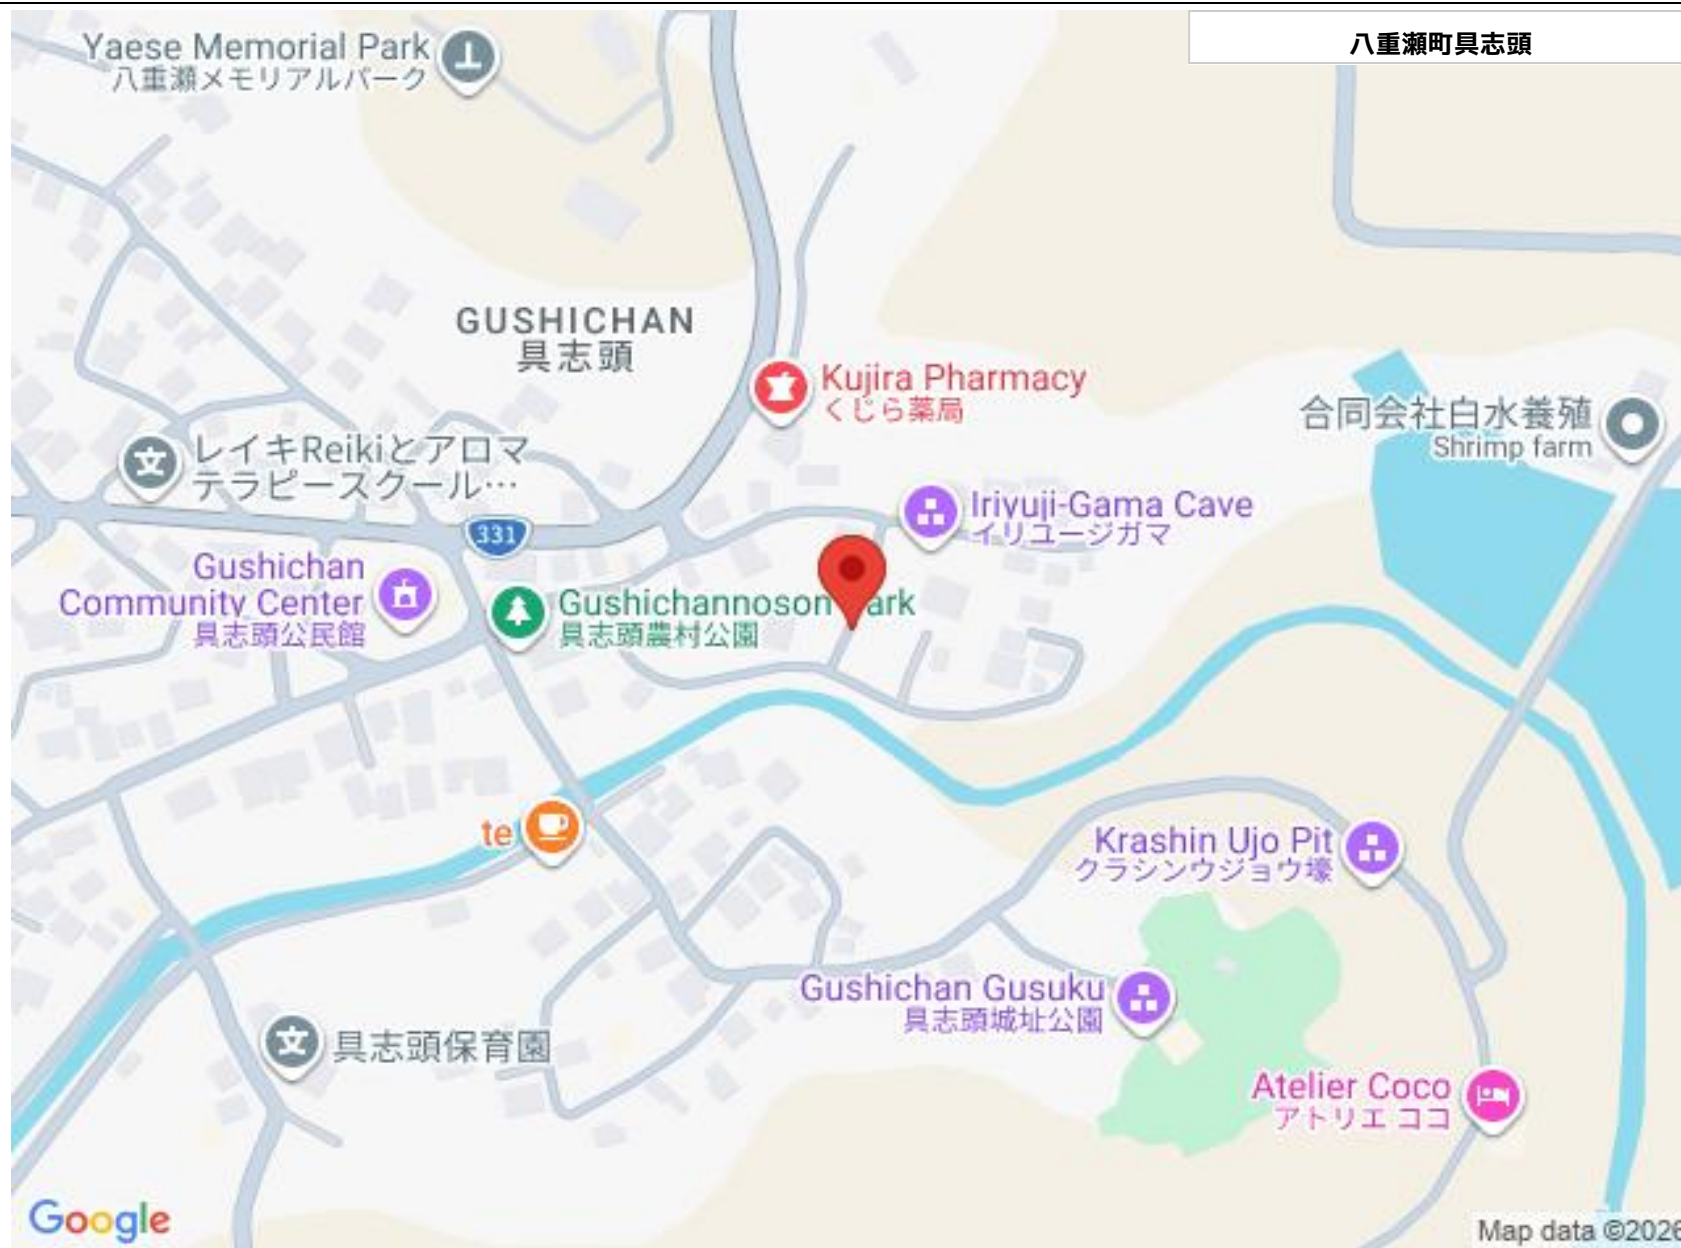 八重瀬町具志頭
Yaese Memorial Park
八重瀬メモリアルパーク
GUSHICHAN
具志頭
Kujira Pharmacy
くじら薬局
合同会社白水養殖
Shrimp farm
レイキReikiとアロマ
テラピースクール…
331
Iriyuji-Gama Cave
イリユージガマ
Gushichan
Community Center
具志頭公民館
Gushichannoson
ark
具志頭農村公園
te
Krashin Ujo Pit
クラシンウジョウ壕
Gushichan Gusuku
具志頭城址公園
具志頭保育園
Atelier Coco
アトリエ ココ
Google
Map data ©2026